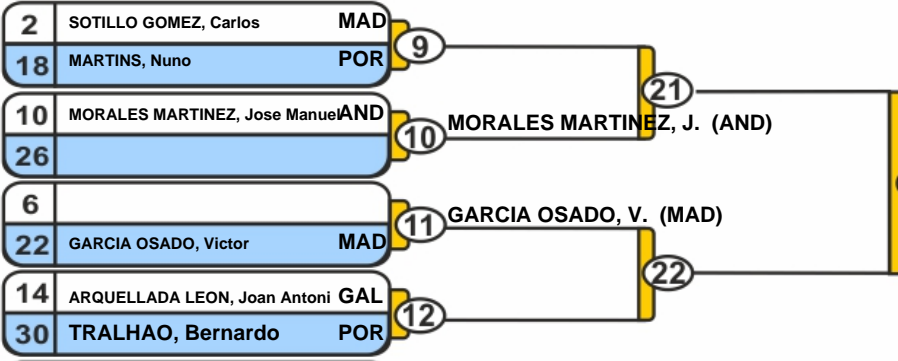 2 SOTILLO GOMEZ, Carlos MAD
9
18 MARTINS, Nuno POR
21
10 MORALES MARTINEZ, Jose Manuel AND
10 MORALES MARTINEZ, J. (AND)
26
6
11 GARCIA OSADO, V. (MAD)
22 GARCIA OSADO, Victor MAD
22
14 ARQUELLADA LEON, Joan Antoni GAL
12
30 TRALHAO, Bernardo POR